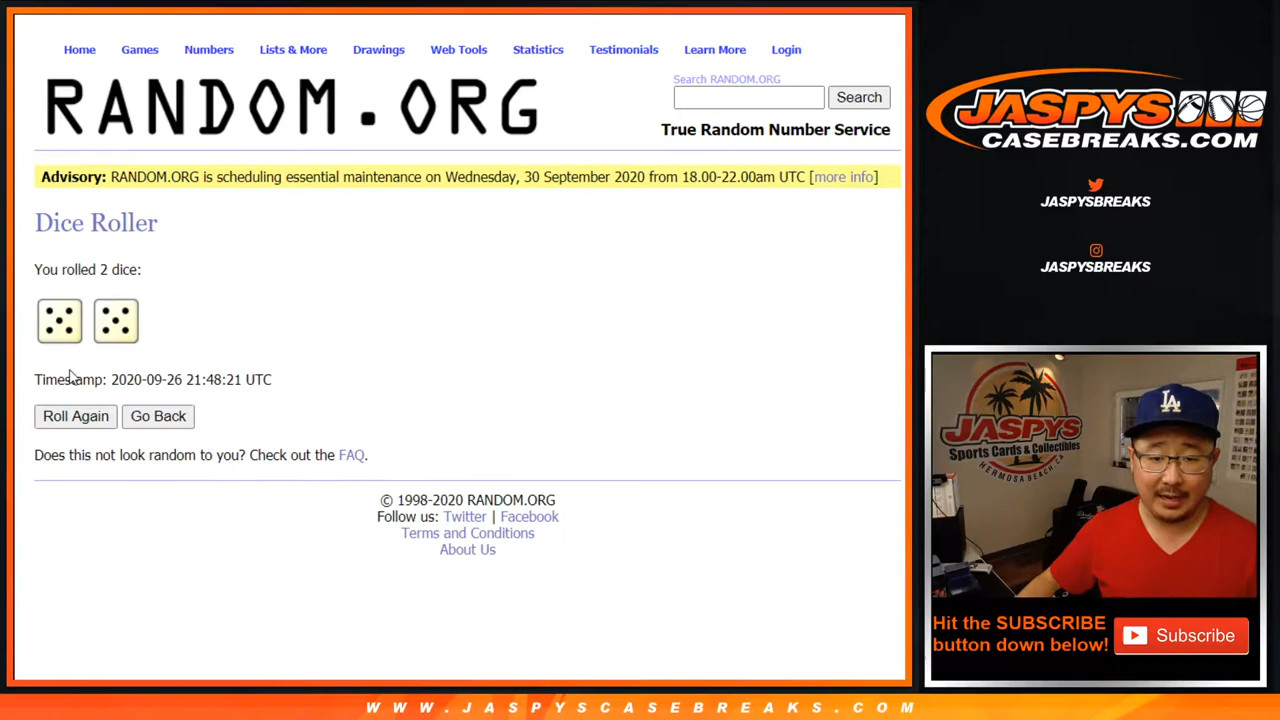 Home Games Numbers Lists & More Drawings Web Tools Statistics Testimonials Learn More Login
RANDOM.ORG
Search RANDOM.ORG
Search
True Random Number Service
Advisory: RANDOM.ORG is scheduling essential maintenance on Wednesday, 30 September 2020 from 18.00-22.00am UTC [more info]
Dice Roller
You rolled 2 dice:
Timestamp: 2020-09-26 21:48:21 UTC
Roll Again Go Back
Does this not look random to you? Check out the FAQ.
© 1998-2020 RANDOM.ORG
Follow us: Twitter | Facebook
Terms and Conditions
About Us
JASPYS
CASEBREAKS.COM
JASPYSBREAKS
JASPYSBREAKS
JASPYS
Sports Cards & Collectibles
HERMOSA BEACH, CA
LA
Hit the SUBSCRIBE
button down below!
Subscribe
WWW.JASPYSCASEBREAKS.COM